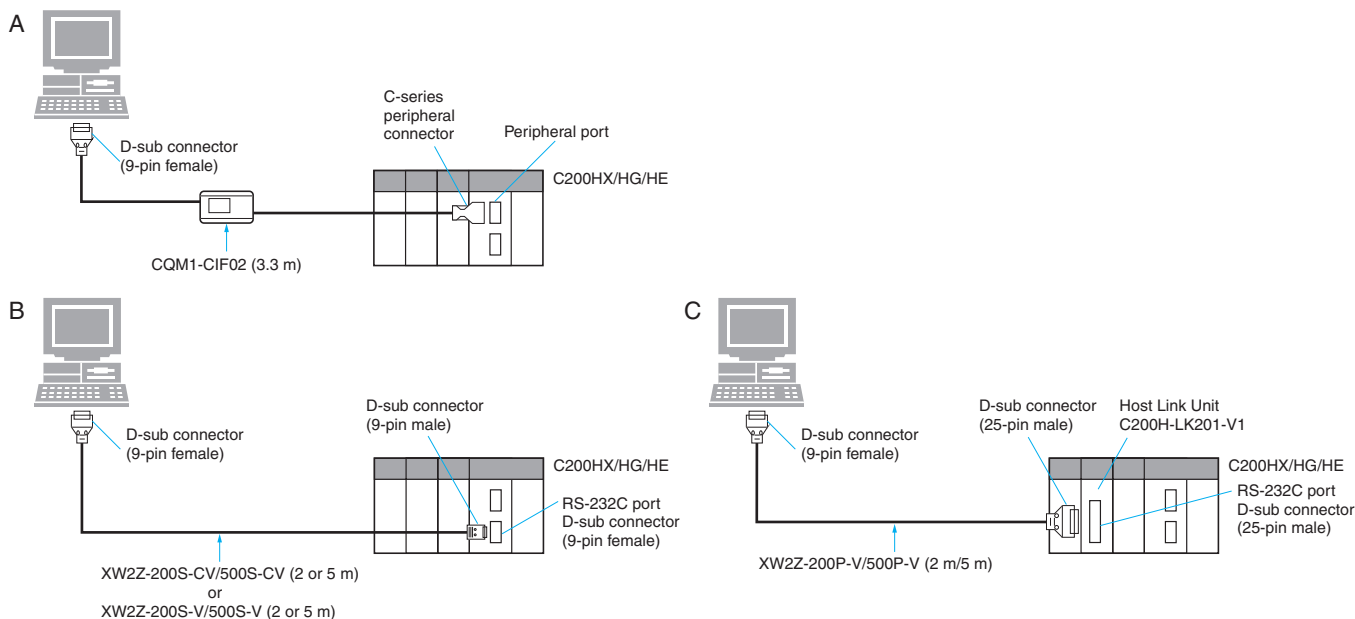 A
C-series
peripheral
connector
Peripheral port
D-sub connector
(9-pin female)
C200HX/HG/HE
CQM1-CIF02 (3.3 m)
B
D-sub connector
(9-pin male)
D-sub connector
(9-pin female)
C200HX/HG/HE
RS-232C port
D-sub connector
(9-pin female)
XW2Z-200S-CV/500S-CV (2 or 5 m)
or
XW2Z-200S-V/500S-V (2 or 5 m)
C
D-sub connector
(25-pin male)
Host Link Unit
C200H-LK201-V1
D-sub connector
(9-pin female)
C200HX/HG/HE
RS-232C port
D-sub connector
(25-pin male)
XW2Z-200P-V/500P-V (2 m/5 m)